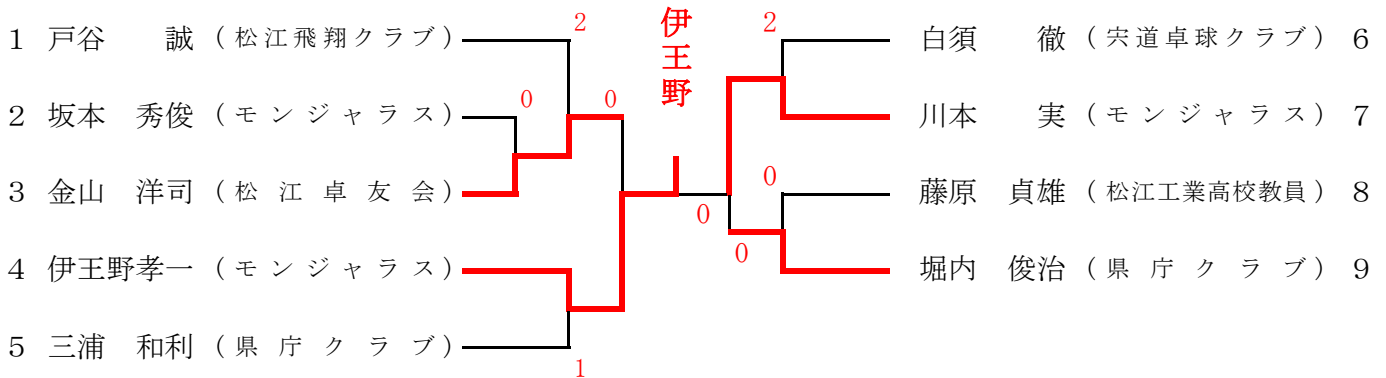 1 戸谷 誠 (松江飛翔クラブ)
2 坂本 秀俊 (モンジャラス)
3 金山 洋司 (松江卓友会)
4 伊王野孝一 (モンジャラス)
5 三浦 和利 (県庁クラブ)
2
0
0
1
伊王野
0
2
0
0
白須 徹 (宍道卓球クラブ) 6
川本 実 (モンジャラス) 7
藤原 貞雄 (松江工業高校教員) 8
堀内 俊治 (県庁クラブ) 9